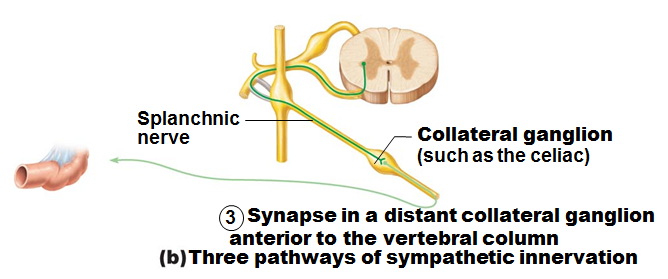 Splanchnic
nerve
Collateral ganglion
(such as the celiac)
3 Synapse in a distant collateral ganglion
anterior to the vertebral column
(b) Three pathways of sympathetic innervation